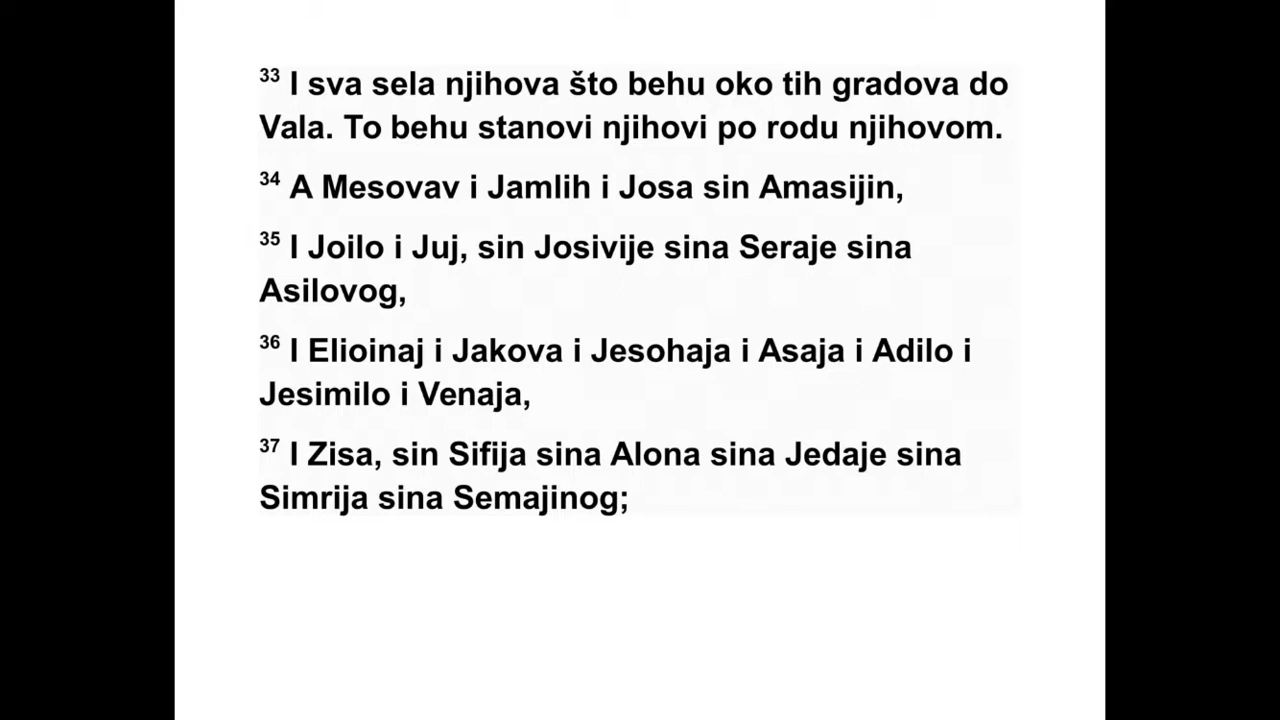 33 I sva sela njihova što behu oko tih gradova do
Vala. To behu stanovi njihovi po rodu njihovom.
34 A Mesovav i Jamlih i Josa sin Amasijin,
35 I Joilo i Juj, sin Josivije sina Seraje sina
Asilovog,
36 I Elioinaj i Jakova i Jesohaja i Asaja i Adilo i
Jesimilo i Venaja,
37 I Zisa, sin Sifija sina Alona sina Jedaje sina
Simrija sina Semajinog;